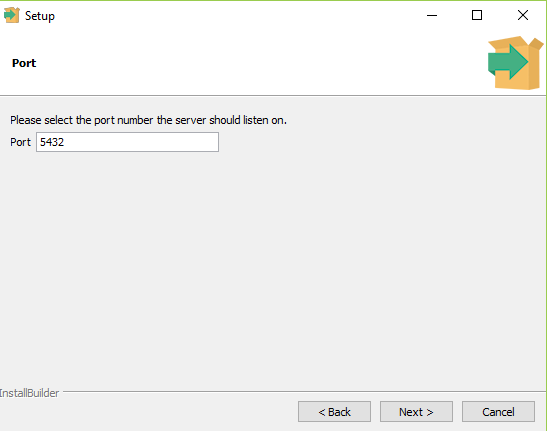 Setup
Port
Please select the port number the server should listen on.
Port 5432
InstallBuilder
< Back Next > Cancel